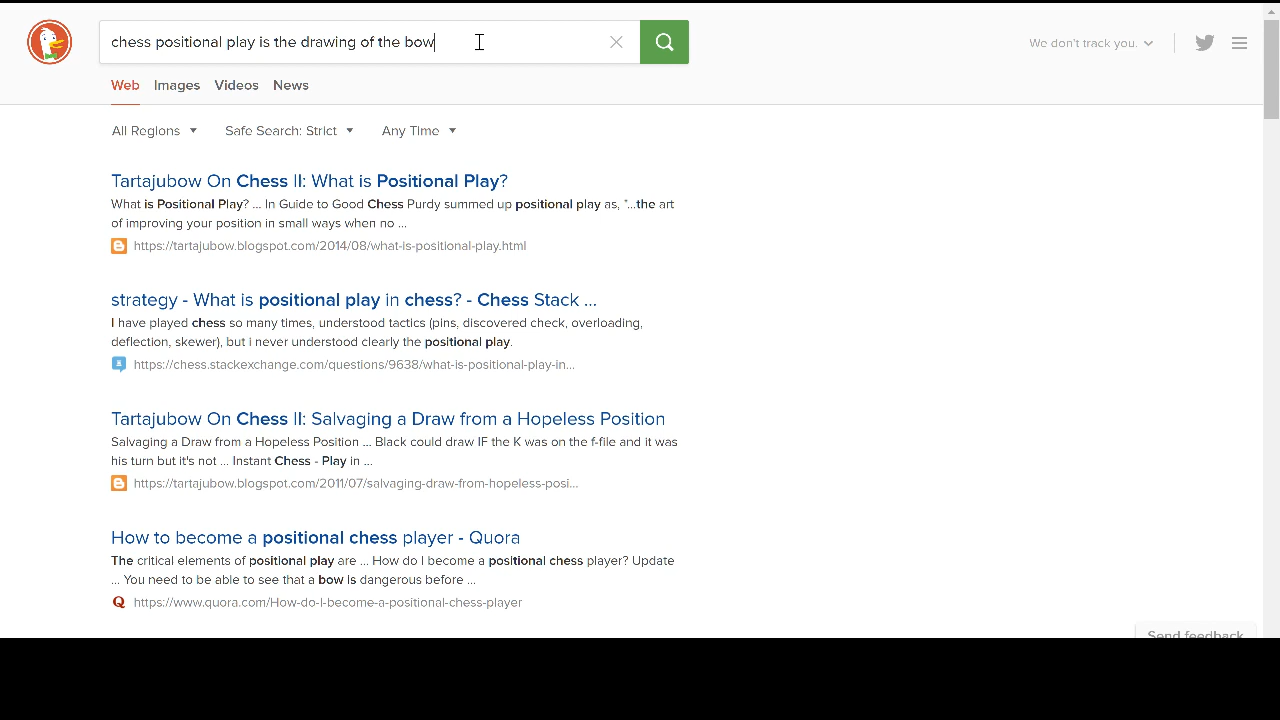 chess positional play is the drawing of the bow
We don't track you.
Web Images Videos News
All Regions Safe Search: Strict Any Time
Tartajubow On Chess II: What is Positional Play?
What is Positional Play? ... In Guide to Good Chess Purdy summed up positional play as, "...the art
of improving your position in small ways when no ...
https://tartajubow.blogspot.com/2014/08/what-is-positional-play.html
strategy - What is positional play in chess? - Chess Stack ...
I have played chess so many times, understood tactics (pins, discovered check, overloading,
deflection, skewer), but i never understood clearly the positional play.
https://chess.stackexchange.com/questions/9638/what-is-positional-play-in...
Tartajubow On Chess II: Salvaging a Draw from a Hopeless Position
Salvaging a Draw from a Hopeless Position ... Black could draw IF the K was on the f-file and it was
his turn but it's not ... Instant Chess - Play in ...
https://tartajubow.blogspot.com/2011/07/salvaging-draw-from-hopeless-posi...
How to become a positional chess player - Quora
The critical elements of positional play are ... How do I become a positional chess player? Update
... You need to be able to see that a bow is dangerous before ...
https://www.quora.com/How-do-I-become-a-positional-chess-player
Send feedback